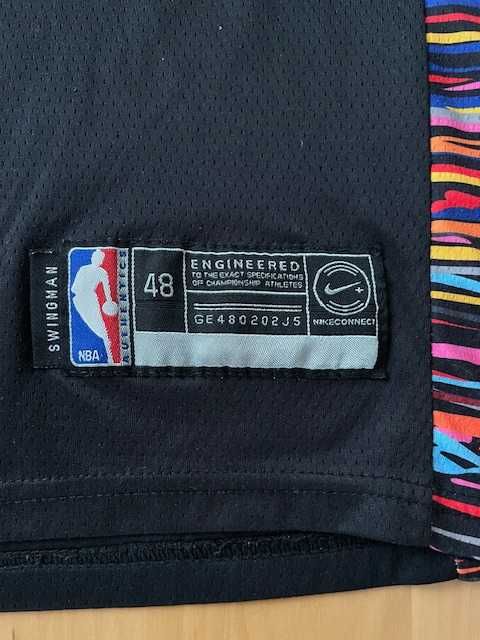 SWINGMAN
NBA
AUTHENTICS
48
ENGINEERED
TO THE EXACT SPECIFICATIONS
OF CHAMPIONSHIP ATHLETES
GE480202J5
NIKECONNECT